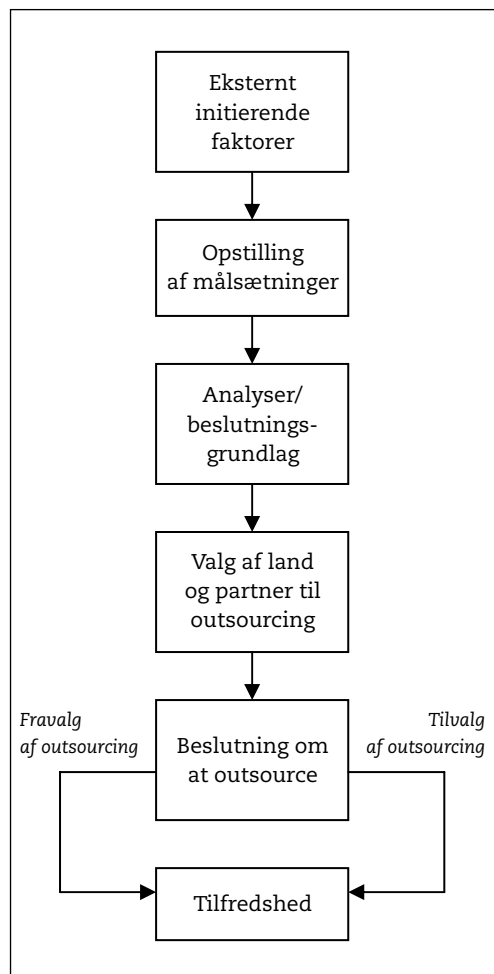 Eksternt
initierende
faktorer
Opstilling
af målsætninger
Analyser/
beslutnings-
grundlag
Valg af land
og partner til
outsourcing
Fravalg
af outsourcing
Tilvalg
af outsourcing
Beslutning om
at outsource
Tilfredshed